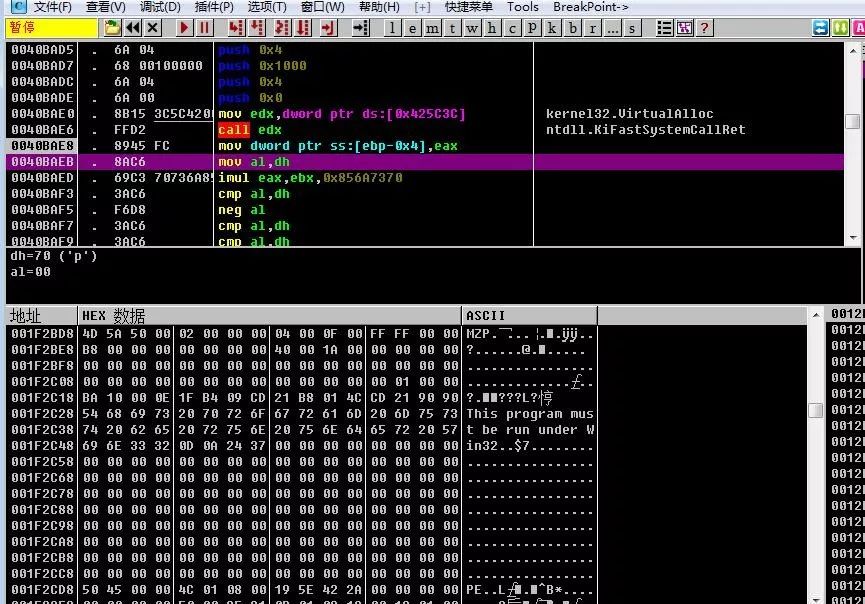 文件(F) 查看(V) 调试(D) 插件(P) 选项(T) 窗口(W) 帮助(H) [+] 快捷菜单 Tools BreakPoint->
暂停 l e m t w h c p k b r ... s ?
0040BAD5 . 6A 04 push 0x4
0040BAD7 . 68 00100000 push 0x1000
0040BADC . 6A 04 push 0x4
0040BADE . 6A 00 push 0x0
0040BAE0 . 8B15 3C5C4200 mov edx,dword ptr ds:[0x425C3C] kernel32.VirtualAlloc
0040BAE6 . FFD2 call edx ntdll.KiFastSystemCallRet
0040BAE8 . 8945 FC mov dword ptr ss:[ebp-0x4],eax
0040BAEB . 8AC6 mov al,dh
0040BAED . 69C3 70736A85 imul eax,ebx,0x856A7370
0040BAF3 . 3AC6 cmp al,dh
0040BAF5 . F6D8 neg al
0040BAF7 . 3AC6 cmp al,dh
0040BAF9 . 3AC6 cmp al,dh
dh=70 ('p')
al=00
地址 HEX 数据 ASCII
001F2BD8 4D 5A 50 00 02 00 00 00 04 00 0F 00 FF FF 00 00 MZP.
001F2BE8 B8 00 00 00 00 00 00 00 40 00 1A 00 00 00 00 00 ?.......@.
001F2BF8 00 00 00 00 00 00 00 00 00 00 00 00 00 00 00 00 ................
001F2C08 00 00 00 00 00 00 00 00 00 00 00 00 00 01 00 00
001F2C18 BA 10 00 0E 1F B4 09 CD 21 B8 01 4C CD 21 90 90
001F2C28 54 68 69 73 20 70 72 6F 67 72 61 6D 20 6D 75 73 This program mus
001F2C38 74 20 62 65 20 72 75 6E 20 75 6E 64 65 72 20 57 t be run under W
001F2C48 69 6E 33 32 0D 0A 24 37 00 00 00 00 00 00 00 00 in32..$7........
001F2C58 00 00 00 00 00 00 00 00 00 00 00 00 00 00 00 00 ................
001F2C68 00 00 00 00 00 00 00 00 00 00 00 00 00 00 00 00 ................
001F2C78 00 00 00 00 00 00 00 00 00 00 00 00 00 00 00 00 ................
001F2C88 00 00 00 00 00 00 00 00 00 00 00 00 00 00 00 00 ................
001F2C98 00 00 00 00 00 00 00 00 00 00 00 00 00 00 00 00 ................
001F2CA8 00 00 00 00 00 00 00 00 00 00 00 00 00 00 00 00 ................
001F2CB8 00 00 00 00 00 00 00 00 00 00 00 00 00 00 00 00 ................
001F2CC8 00 00 00 00 00 00 00 00 00 00 00 00 00 00 00 00 ................
001F2CD8 50 45 00 00 4C 01 08 00 19 5E 42 2A 00 00 00 00 PE..L